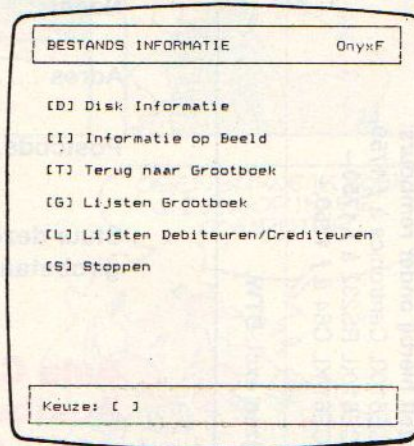 BESTANDS INFORMATIE OnyxF
[D] Disk Informatie
[I] Informatie op Beeld
[T] Terug naar Grootboek
[G] Lijsten Grootboek
[L] Lijsten Debiteuren/Crediteuren
[S] Stoppen
Keuze: [ ]